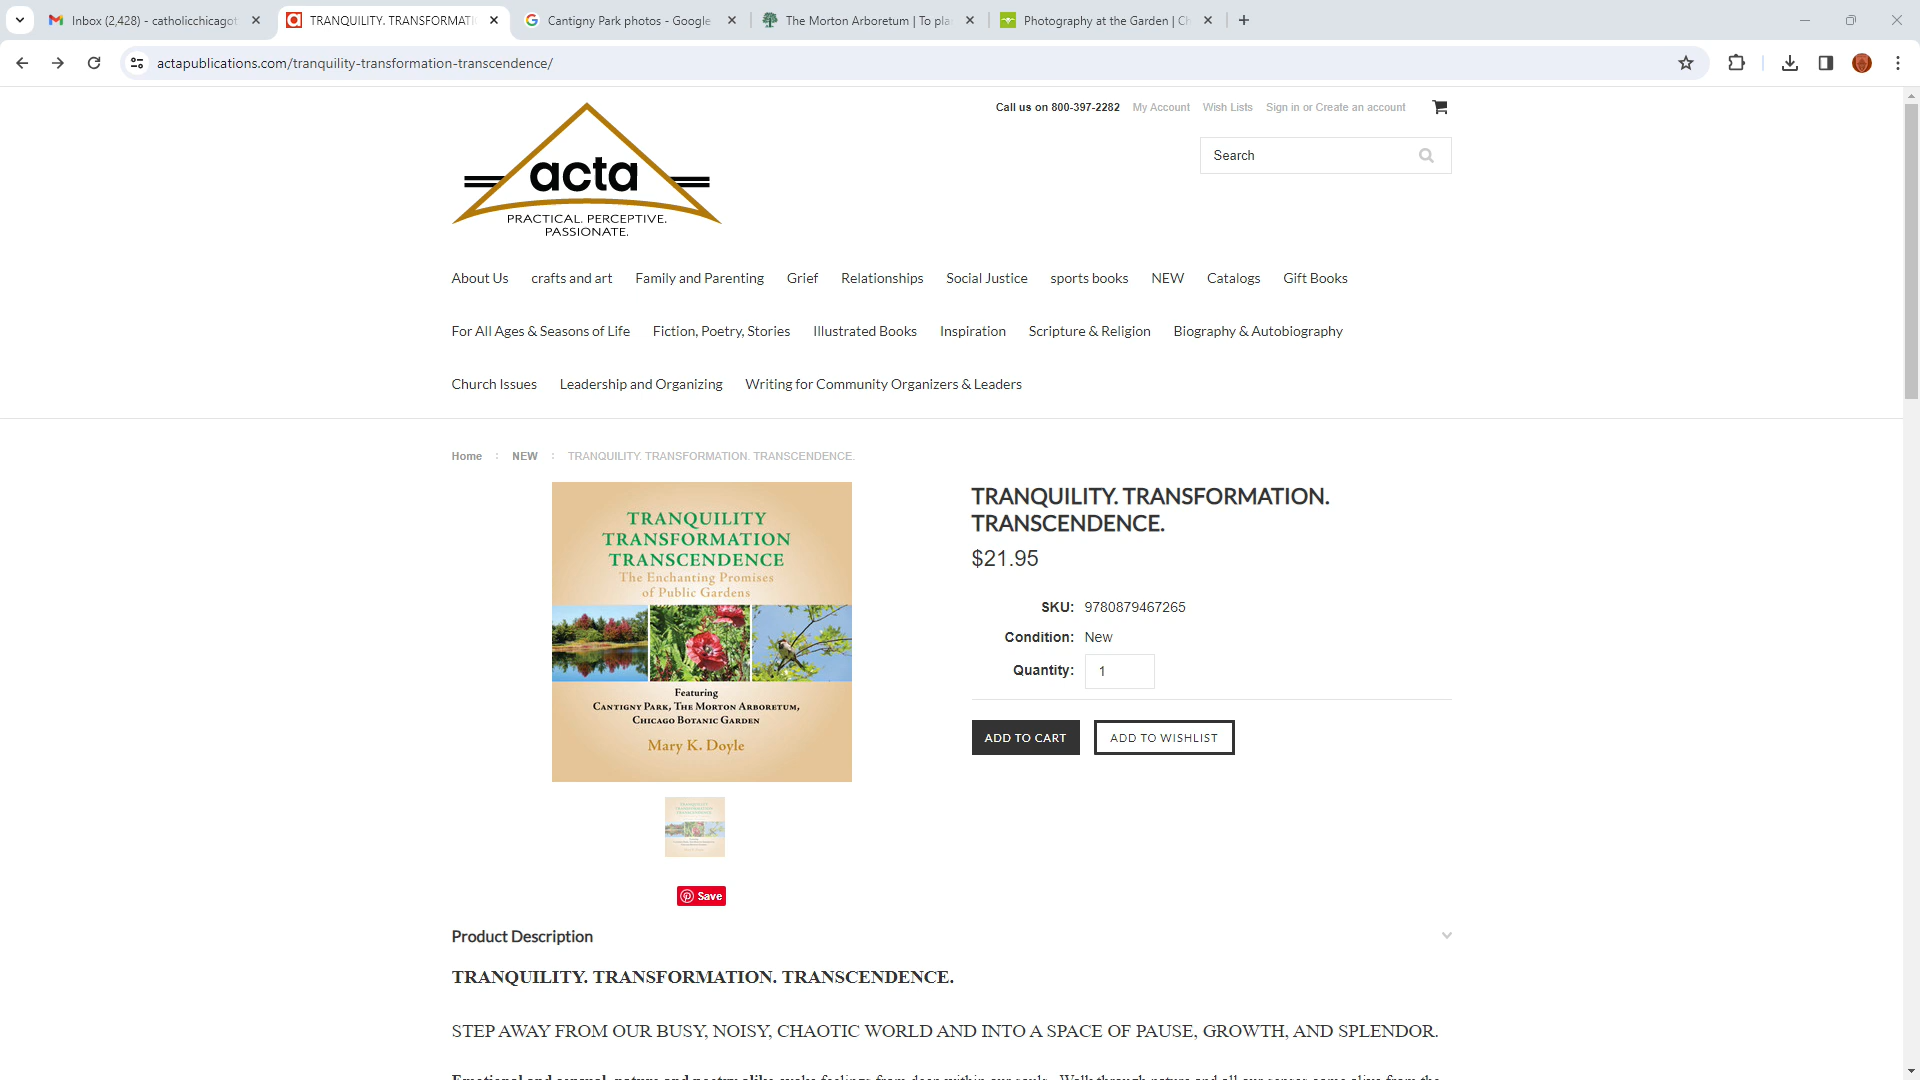 Inbox (2,428) - catholicchicagot
TRANQUILITY. TRANSFORMATI
Cantigny Park photos - Google
The Morton Arboretum | To pla
Photography at the Garden | Ch
actapublications.com/tranquility-transformation-transcendence/
Call us on 800-397-2282 My Account Wish Lists Sign in or Create an account
acta
PRACTICAL. PERCEPTIVE.
PASSIONATE.
Search
About Us crafts and art Family and Parenting Grief Relationships Social Justice sports books NEW Catalogs Gift Books
For All Ages & Seasons of Life Fiction, Poetry, Stories Illustrated Books Inspiration Scripture & Religion Biography & Autobiography
Church Issues Leadership and Organizing Writing for Community Organizers & Leaders
Home : NEW : TRANQUILITY. TRANSFORMATION. TRANSCENDENCE.
TRANQUILITY
TRANSFORMATION
TRANSCENDENCE
The Enchanting Promises
of Public Gardens
Featuring
Cantigny Park, The Morton Arboretum,
Chicago Botanic Garden
Mary K. Doyle
TRANQUILITY. TRANSFORMATION.
TRANSCENDENCE.
$21.95
SKU: 9780879467265
Condition: New
Quantity: 1
ADD TO CART ADD TO WISHLIST
Save
Product Description
TRANQUILITY. TRANSFORMATION. TRANSCENDENCE.
STEP AWAY FROM OUR BUSY, NOISY, CHAOTIC WORLD AND INTO A SPACE OF PAUSE, GROWTH, AND SPLENDOR.